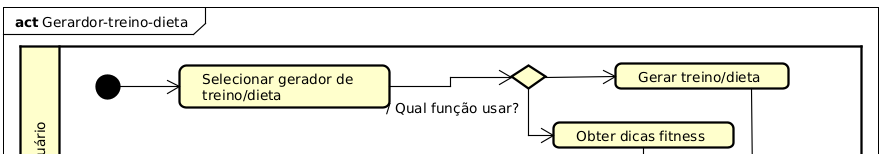 act Gerardor-treino-dieta
Selecionar gerador de
treino/dieta
Qual função usar?
Gerar treino/dieta
Obter dicas fitness
uário